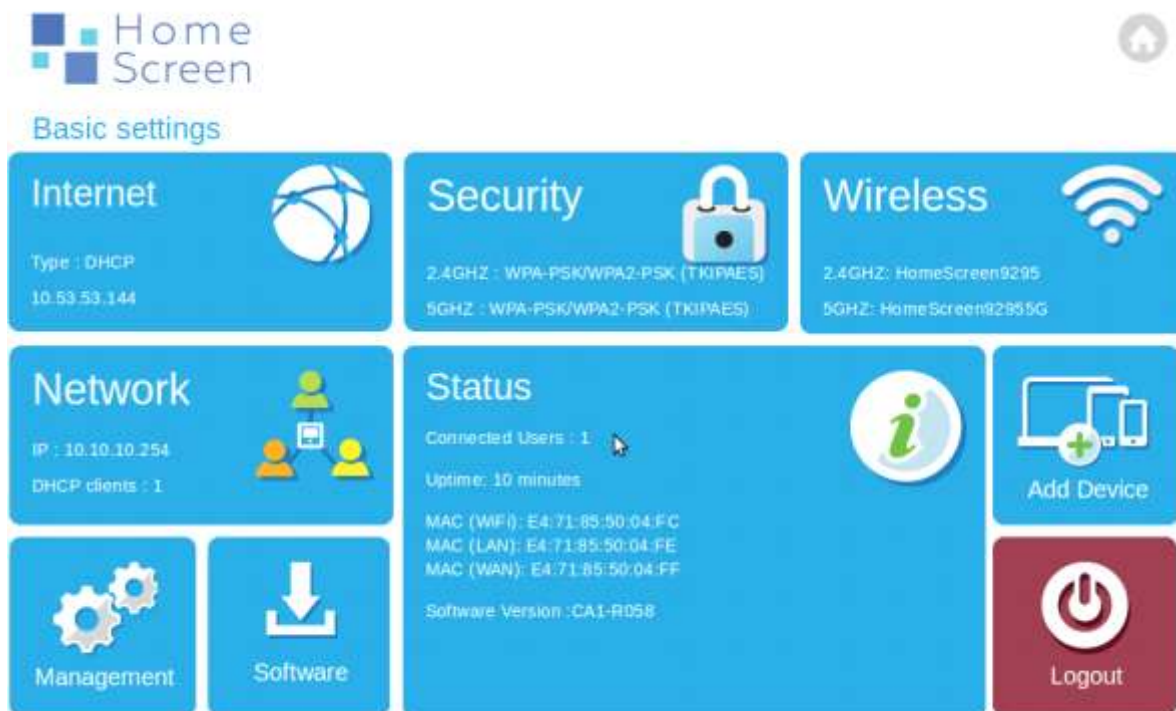 Home
Screen
Basic settings
Internet
Type : DHCP
10.53.53.144
Security
2.4GHZ : WPA-PSK/WPA2-PSK (TKIPAES)
5GHZ : WPA-PSK/WPA2-PSK (TKIPAES)
Wireless
2.4GHZ: HomeScreen9295
5GHZ: HomeScreen92955G
Network
IP : 10.10.10.254
DHCP clients : 1
Status
Connected Users : 1
Uptime: 10 minutes
MAC (WiFi): E4:71:85:50:04:FC
MAC (LAN): E4:71:85:50:04:FE
MAC (WAN): E4:71:85:50:04:FF
Software Version :CA1-R058
Add Device
Management
Software
Logout